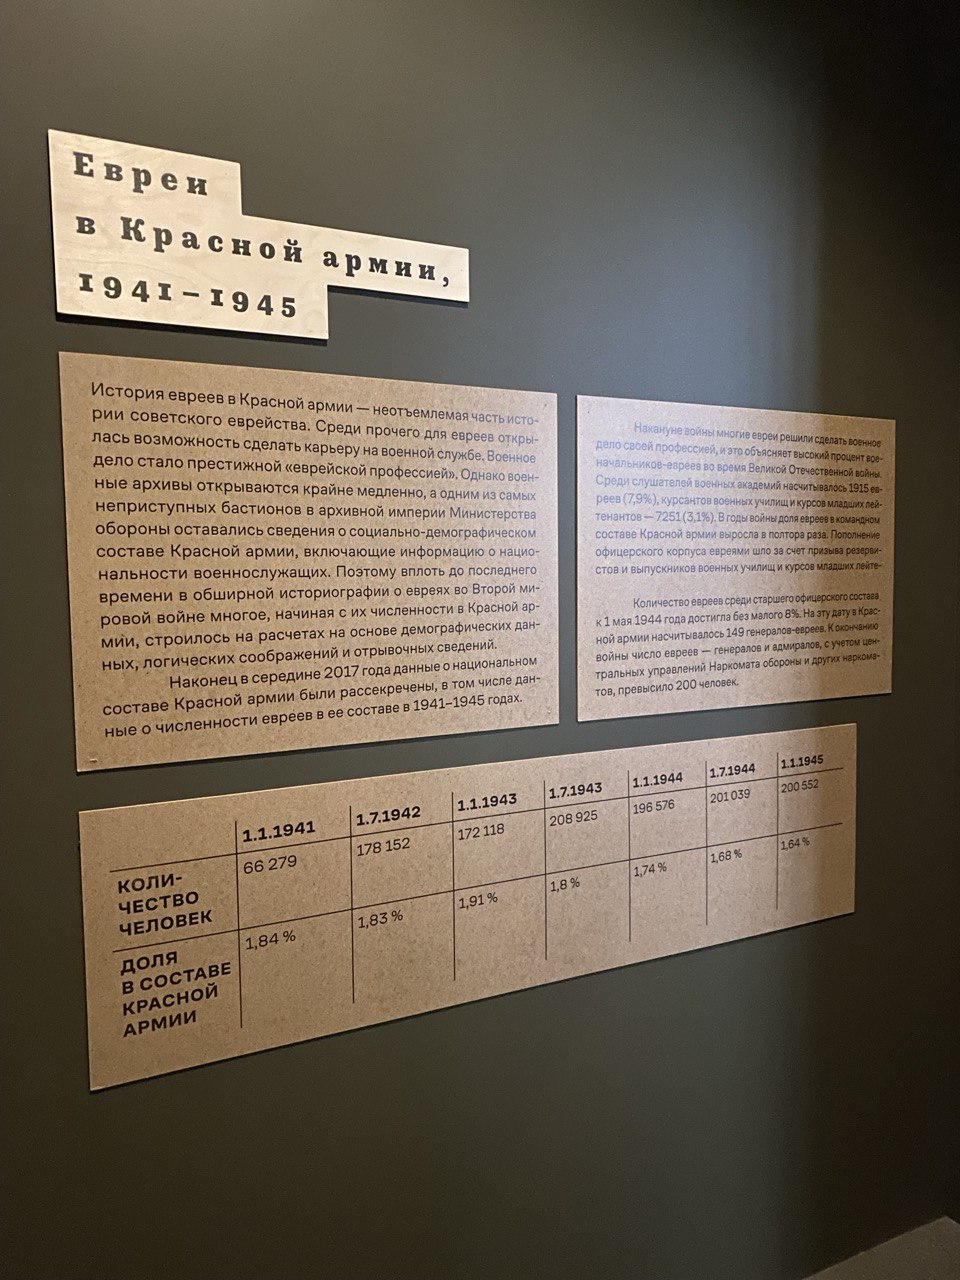 Евреи
в Красной армии,
1941–1945
История евреев в Красной армии — неотъемлемая часть исто-
рии советского еврейства. Среди прочего для евреев откры-
лась возможность сделать карьеру на военной службе. Военное
дело стало престижной «еврейской профессией». Однако воен-
ные архивы открываются крайне медленно, а одним из самых
неприступных бастионов в архивной империи Министерства
обороны оставались сведения о социально-демографическом
составе Красной армии, включающие информацию о нацио-
нальности военнослужащих. Поэтому вплоть до последнего
времени в обширной историографии о евреях во Второй ми-
ровой войне многое, начиная с их численности в Красной ар-
мии, строилось на расчетах на основе демографических дан-
ных, логических соображений и отрывочных сведений.
Наконец в середине 2017 года данные о национальном
составе Красной армии были рассекречены, в том числе дан-
ные о численности евреев в ее составе в 1941–1945 годах.
Накануне войны многие евреи решили сделать военное
дело своей профессией, и это объясняет высокий процент вое-
начальников-евреев во время Великой Отечественной войны.
Среди слушателей военных академий насчитывалось 1915 ев-
реев (7,9%), курсантов военных училищ и курсов младших лей-
тенантов — 7251 (3,1%). В годы войны доля евреев в командном
составе Красной армии выросла в полтора раза. Пополнение
офицерского корпуса евреями шло за счет призыва резерви-
стов и выпускников военных училищ и курсов младших лейте-
Количество евреев среди старшего офицерского состава
к 1 мая 1944 года достигла без малого 8%. На эту дату в Крас-
ной армии насчитывалось 149 генералов-евреев. К окончанию
войны число евреев — генералов и адмиралов, с учетом цен-
тральных управлений Наркомата обороны и других наркома-
тов, превысило 200 человек.
1.1.1941 1.7.1942 1.1.1943 1.7.1943 1.1.1944 1.7.1944 1.1.1945
КОЛИ-
ЧЕСТВО
ЧЕЛОВЕК
66 279 178 152 172 118 208 925 196 576 201 039 200 552
ДОЛЯ
В СОСТАВЕ
КРАСНОЙ
АРМИИ
1,84 % 1,83 % 1,91 % 1,8 % 1,74 % 1,68 % 1,64 %